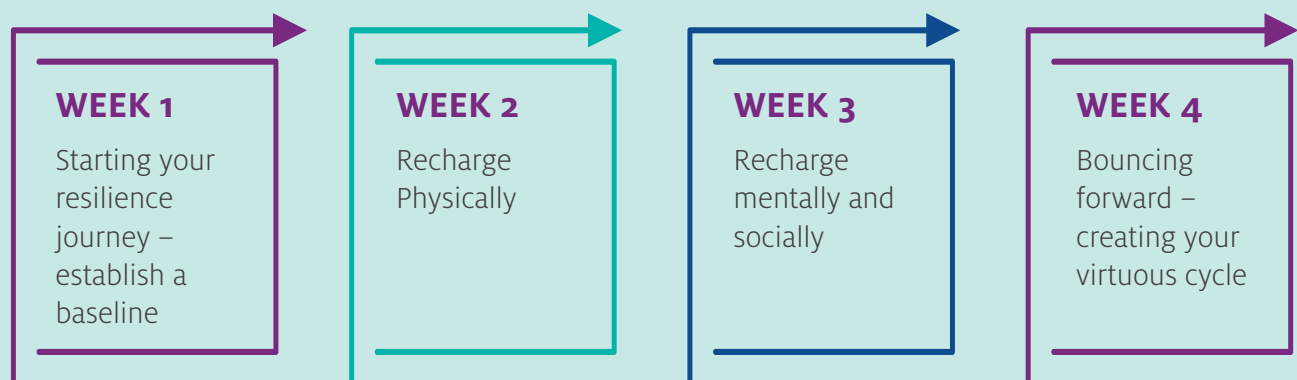 WEEK 1
Starting your
resilience
journey –
establish a
baseline
WEEK 2
Recharge
Physically
WEEK 3
Recharge
mentally and
socially
WEEK 4
Bouncing
forward –
creating your
virtuous cycle